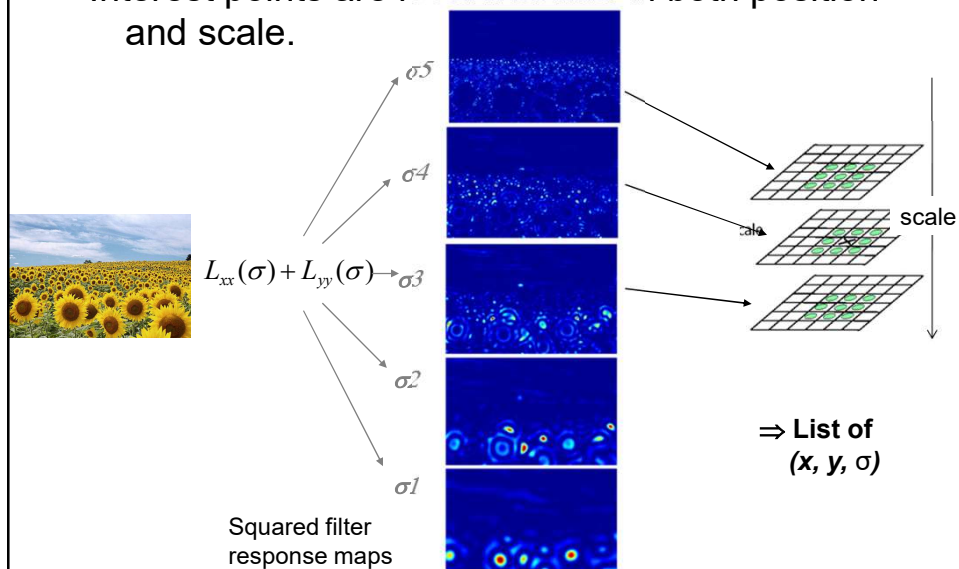 and scale.
σ5
σ4
scale
L_xx(σ) + L_yy(σ)
σ3
σ2
⇒ List of
(x, y, σ)
σ1
Squared filter
response maps